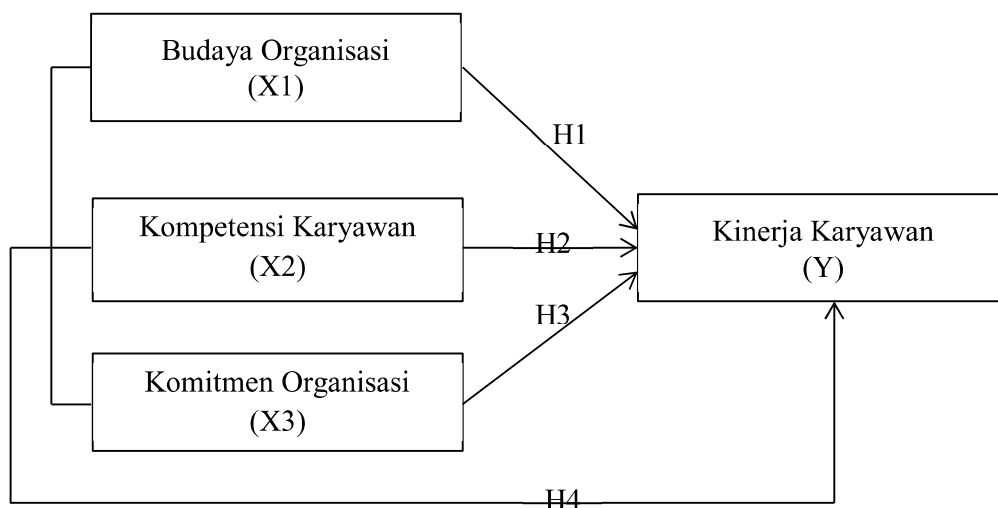 Budaya Organisasi
(X1)
H1
Kompetensi Karyawan
(X2)
H2
Kinerja Karyawan
(Y)
H3
Komitmen Organisasi
(X3)
H4